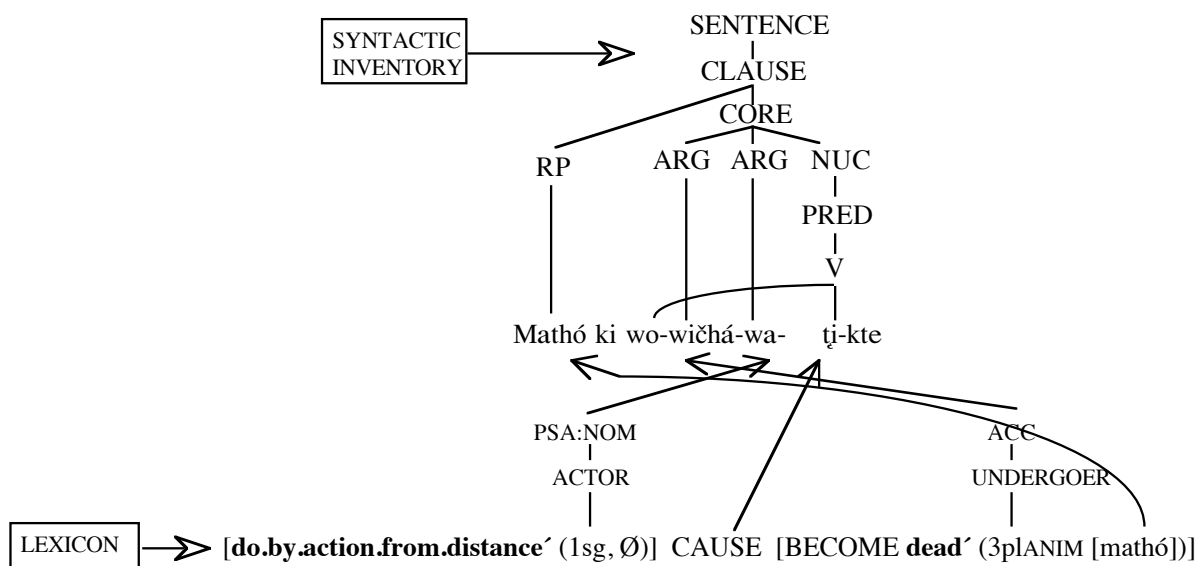 SYNTACTIC
INVENTORY
SENTENCE
CLAUSE
CORE
RP ARG ARG NUC
PRED
V
Mathó ki wo-wičhá-wa- t̨i-kte
PSA:NOM ACC
ACTOR UNDERGOER
LEXICON [do.by.action.from.distance´ (1sg, Ø)] CAUSE [BECOME dead´ (3plANIM [mathó])]